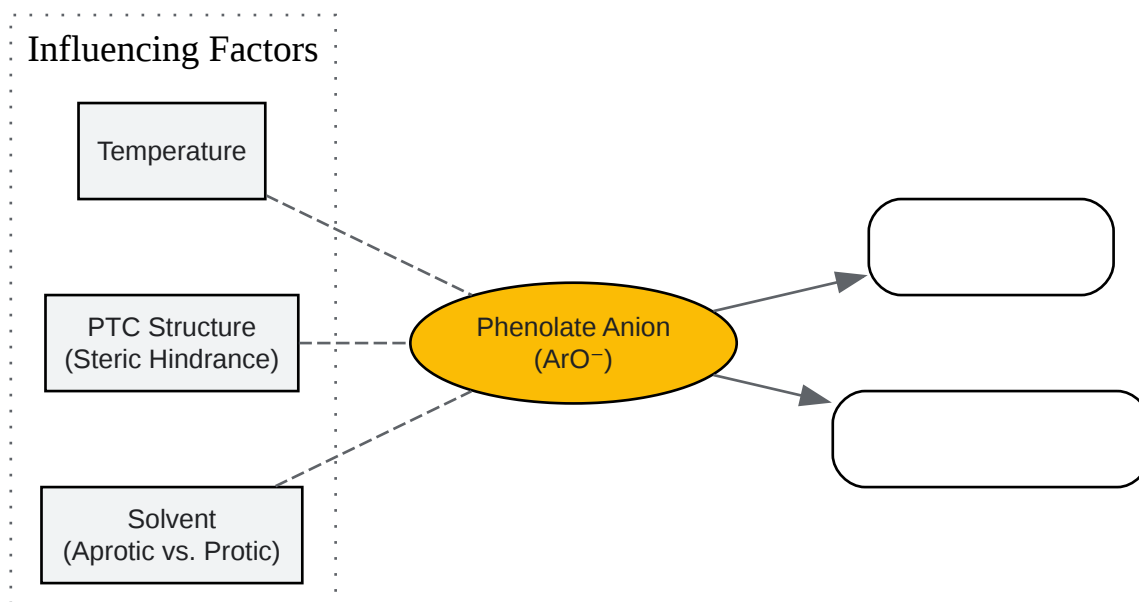 Influencing Factors
Temperature
PTC Structure
(Steric Hindrance)
Solvent
(Aprotic vs. Protic)
Phenolate Anion
(ArO⁻)